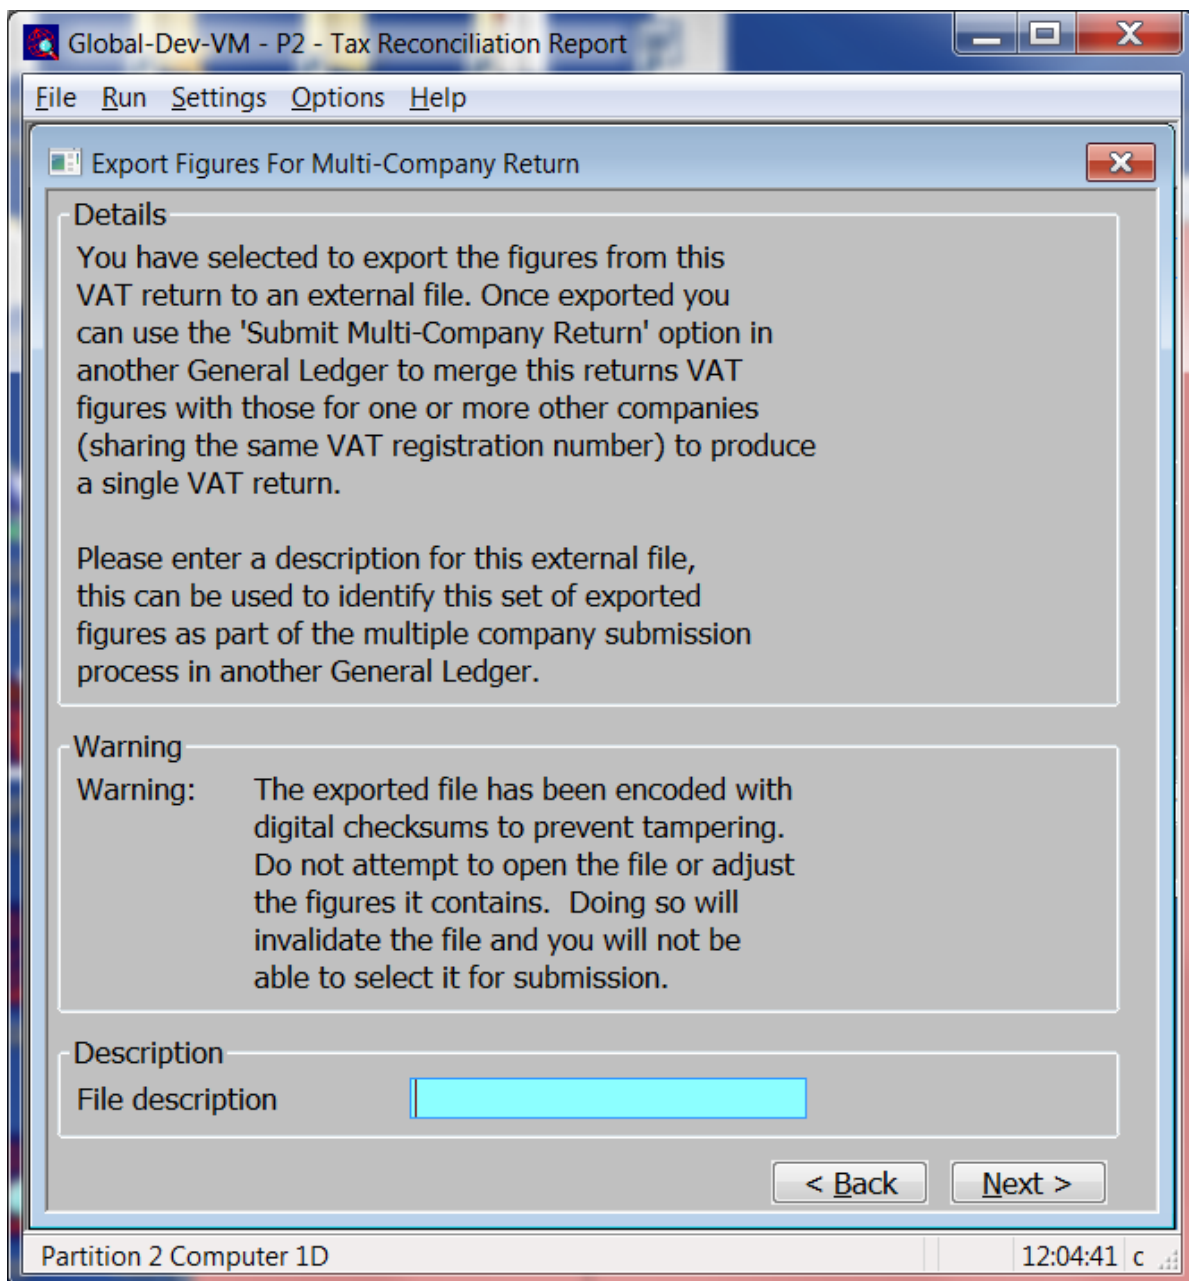 Global-Dev-VM - P2 - Tax Reconciliation Report
File Run Settings Options Help
Export Figures For Multi-Company Return
Details
You have selected to export the figures from this
VAT return to an external file. Once exported you
can use the 'Submit Multi-Company Return' option in
another General Ledger to merge this returns VAT
figures with those for one or more other companies
(sharing the same VAT registration number) to produce
a single VAT return.
Please enter a description for this external file,
this can be used to identify this set of exported
figures as part of the multiple company submission
process in another General Ledger.
Warning
Warning: The exported file has been encoded with
digital checksums to prevent tampering.
Do not attempt to open the file or adjust
the figures it contains.  Doing so will
invalidate the file and you will not be
able to select it for submission.
Description
File description
< Back Next >
Partition 2 Computer 1D 12:04:41 c